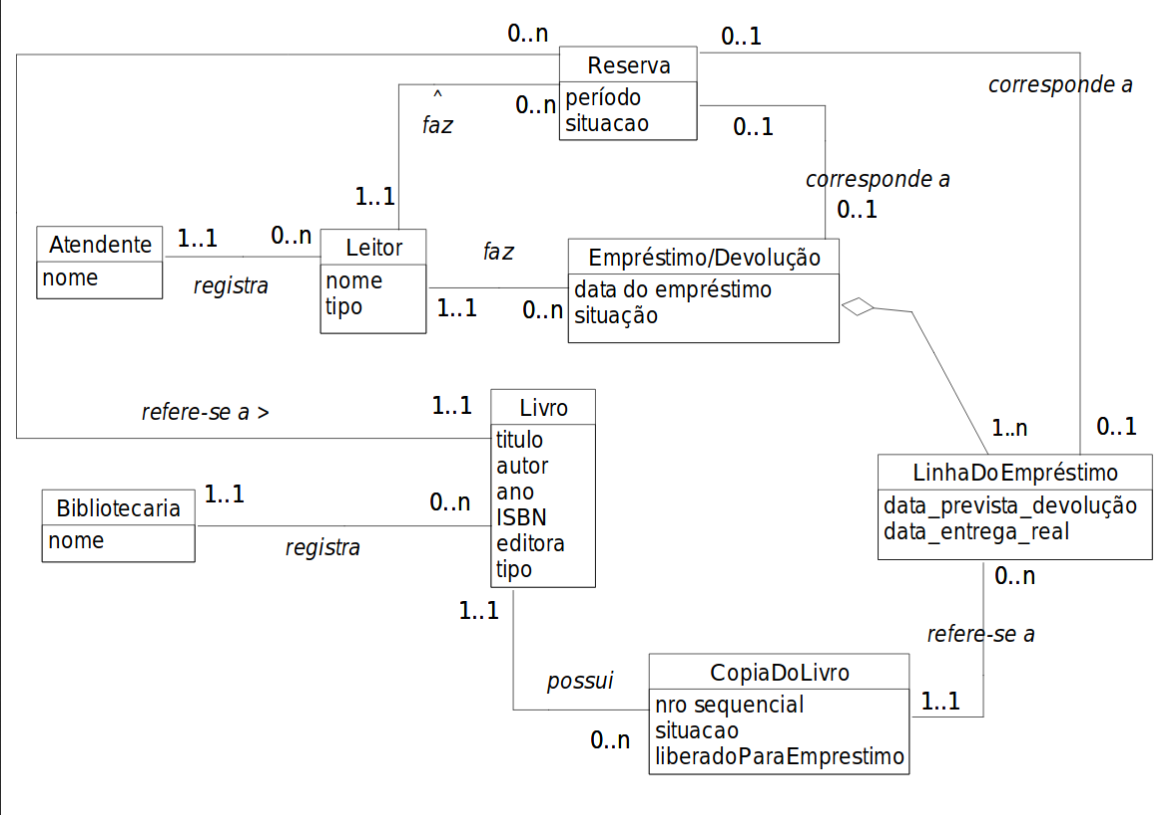 0..n
0..1
Reserva
corresponde a
^
faz
0..n
período
situacao
0..1
corresponde a
0..1
1..1
Atendente
nome
1..1
0..n
registra
Leitor
nome
tipo
faz
1..1
0..n
Empréstimo/Devolução
data do empréstimo
situação
refere-se a >
1..1
Livro
titulo
autor
ano
ISBN
editora
tipo
1..n
0..1
LinhaDoEmpréstimo
data_prevista_devolução
data_entrega_real
Bibliotecaria
nome
1..1
0..n
registra
0..n
refere-se a
1..1
possui
0..n
CopiaDoLivro
nro sequencial
situacao
liberadoParaEmprestimo
1..1